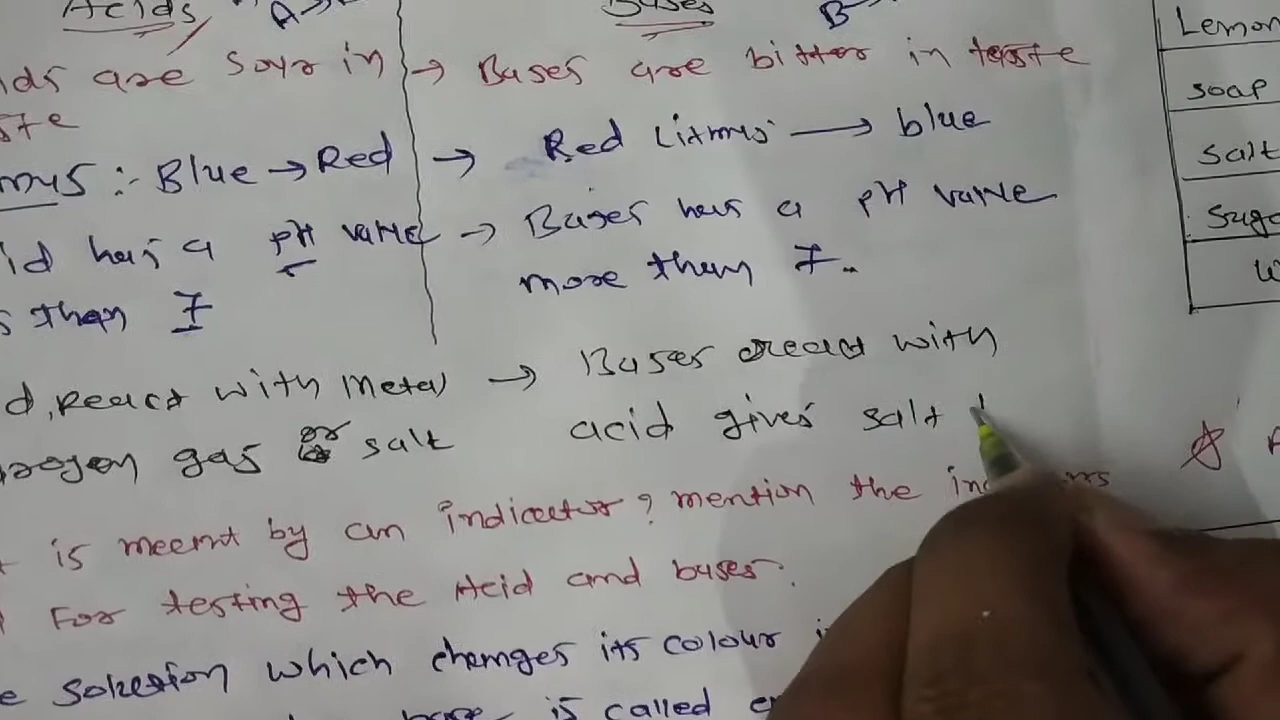 Acids A Bases B
ids are sour in → Bases are bitter in taste
ste
mus :- Blue → Red → Red Litmus → blue
id has a pH value → Bases has a pH value
s than 7 more than 7..
d, React with metal → Bases react with
rogen gas or salt acid gives salt
t is meant by an indicator? mention the
For testing the Acid and bases.
e solution which changes its colour
base is called
Lemon
soap
salt
suga